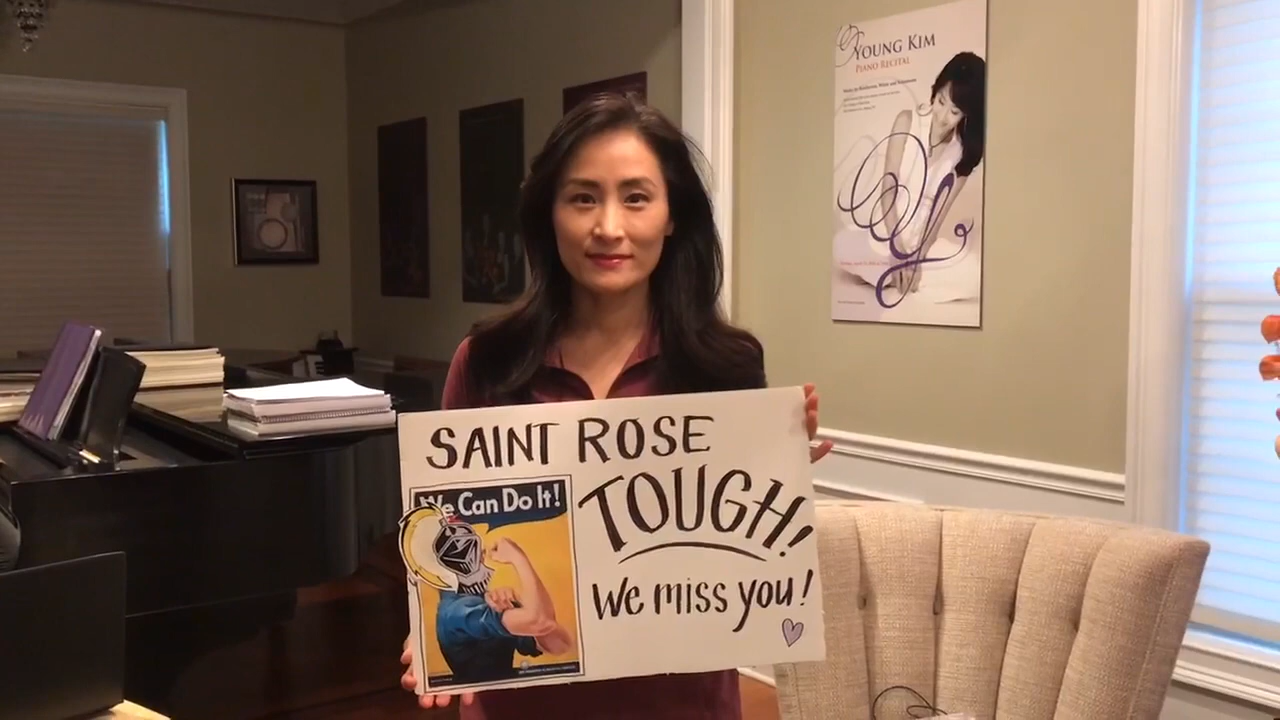 YOUNG KIM
PIANO RECITAL
SAINT ROSE
TOUGH!
We miss you!
We Can Do It!